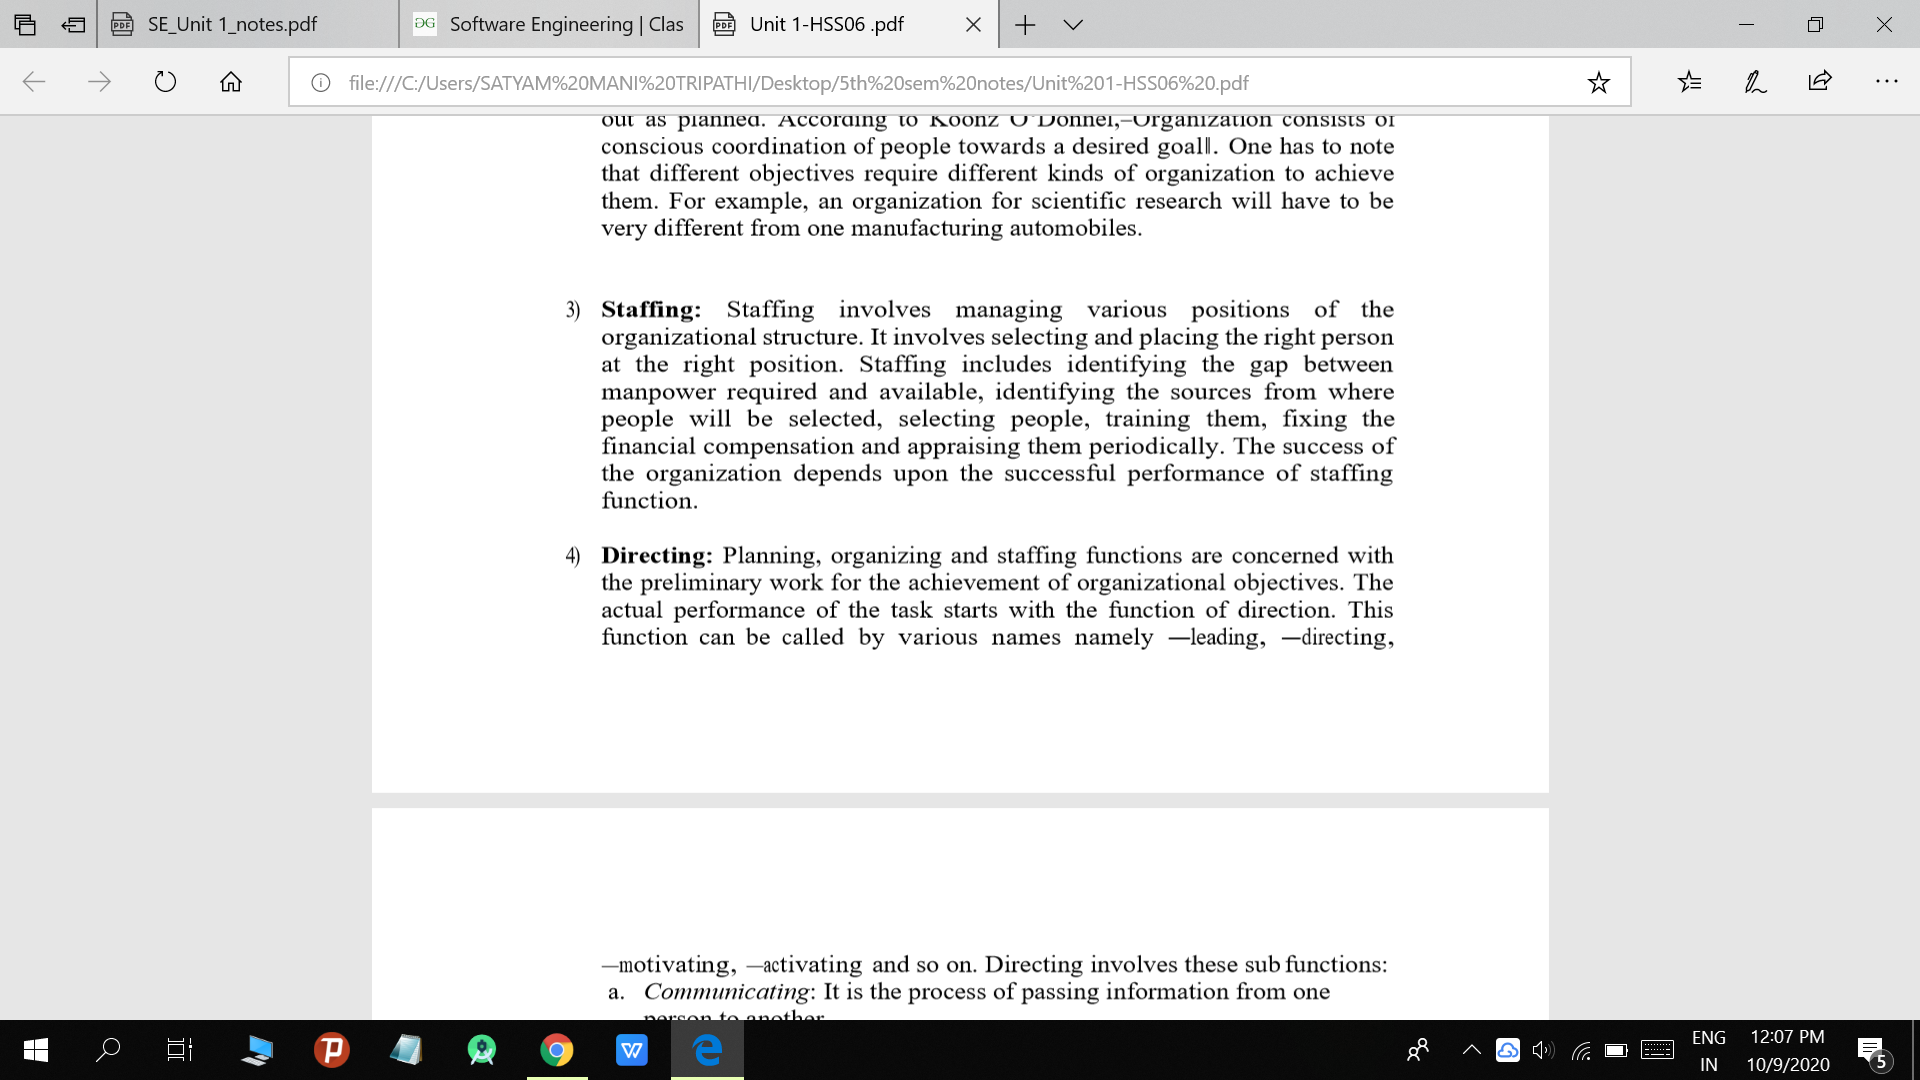 SE_Unit 1_notes.pdf
Software Engineering | Clas
Unit 1-HSS06 .pdf
file:///C:/Users/SATYAM%20MANI%20TRIPATHI/Desktop/5th%20sem%20notes/Unit%201-HSS06%20.pdf
out as planned. According to Koonz O'Donnel,–Organization consists of
conscious coordination of people towards a desired goal‖. One has to note
that different objectives require different kinds of organization to achieve
them. For example, an organization for scientific research will have to be
very different from one manufacturing automobiles.
3) Staffing: Staffing involves managing various positions of the
organizational structure. It involves selecting and placing the right person
at the right position. Staffing includes identifying the gap between
manpower required and available, identifying the sources from where
people will be selected, selecting people, training them, fixing the
financial compensation and appraising them periodically. The success of
the organization depends upon the successful performance of staffing
function.
4) Directing: Planning, organizing and staffing functions are concerned with
the preliminary work for the achievement of organizational objectives. The
actual performance of the task starts with the function of direction. This
function can be called by various names namely ―leading, ―directing,
―motivating, ―activating and so on. Directing involves these sub functions:
a. Communicating: It is the process of passing information from one
person to another
ENG
IN
12:07 PM
10/9/2020
5